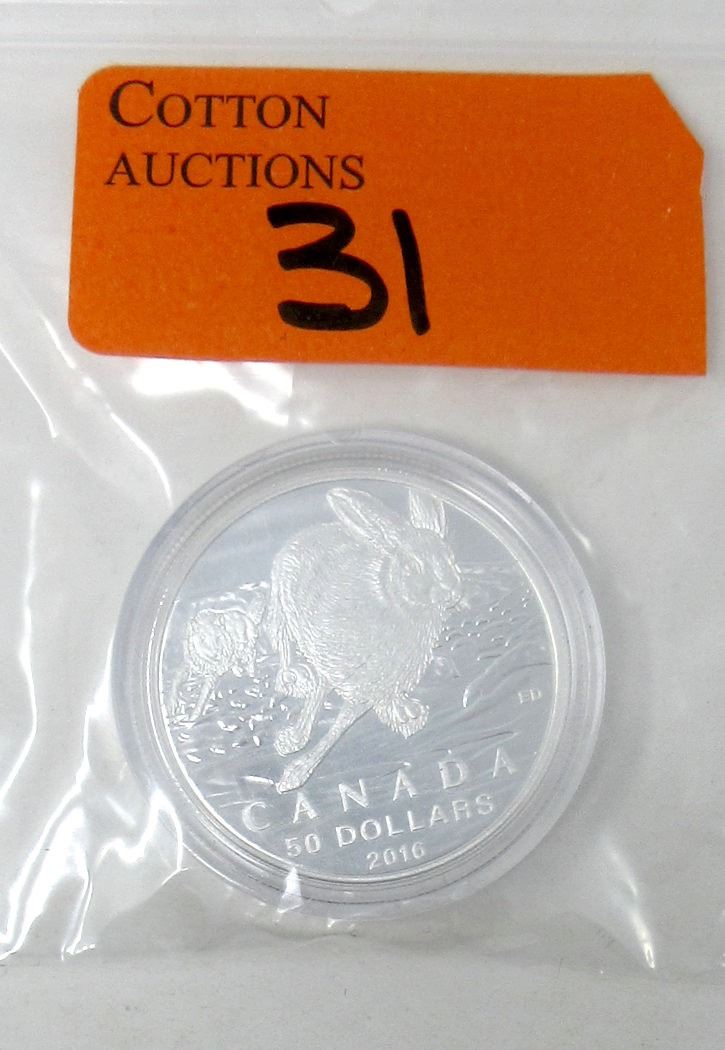 COTTON
AUCTIONS
31
ED
CANADA
50 DOLLARS
2016